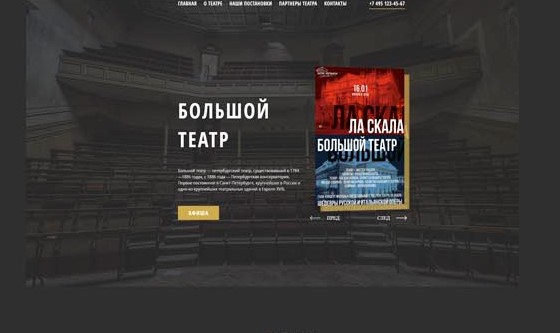 ГЛАВНАЯ О ТЕАТРЕ НАШИ ПОСТАНОВКИ ПАРТНЕРЫ ТЕАТРА КОНТАКТЫ +7 495 123-45-67
БОЛЬШОЙ
ТЕАТР
Большой театр — петербургский театр, существовавший в 1784
—1886 годах, с 1886 года — Петербургская консерватория.
Первое постоянное в Санкт-Петербурге, крупнейшее в России и
одно из крупнейших театральных зданий в Европе XVIII.
АФИША
16.01
ЛАСКА
ЛА СКАЛА
БОЛЬШОЙ ТЕАТР
БОЛЬШОЙ
ШЕДЕВРЫ РУССКОЙ И ИТАЛЬЯНСКОЙ ОПЕРЫ
ПРЕД СЛЕД